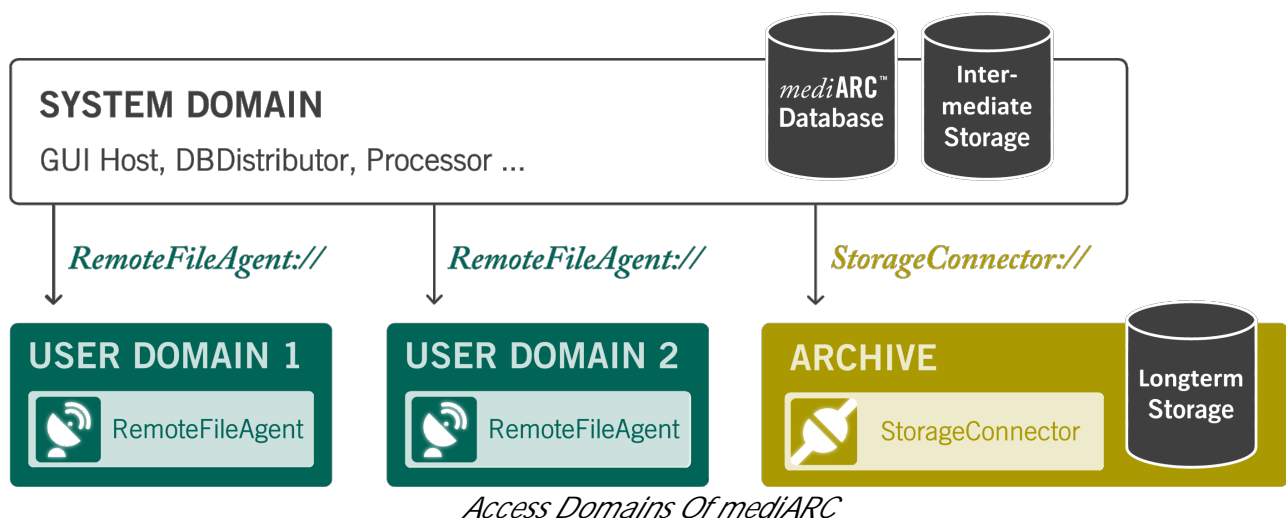 SYSTEM DOMAIN
GUI Host, DBDistributor, Processor ...
mediARC™
Database
Inter-
mediate
Storage
RemoteFileAgent://
RemoteFileAgent://
StorageConnector://
USER DOMAIN 1
RemoteFileAgent
USER DOMAIN 2
RemoteFileAgent
ARCHIVE
StorageConnector
Longterm
Storage
Access Domains Of mediARC